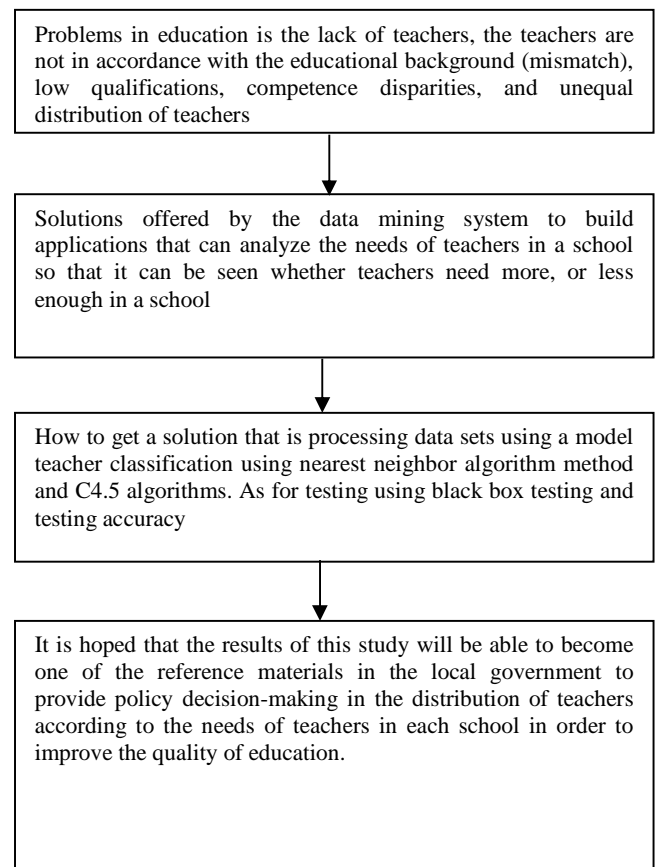 Problems in education is the lack of teachers, the teachers are
not in accordance with the educational background (mismatch),
low qualifications, competence disparities, and unequal
distribution of teachers
Solutions offered by the data mining system to build
applications that can analyze the needs of teachers in a school
so that it can be seen whether teachers need more, or less
enough in a school
How to get a solution that is processing data sets using a model
teacher classification using nearest neighbor algorithm method
and C4.5 algorithms. As for testing using black box testing and
testing accuracy
It is hoped that the results of this study will be able to become
one of the reference materials in the local government to
provide policy decision-making in the distribution of teachers
according to the needs of teachers in each school in order to
improve the quality of education.